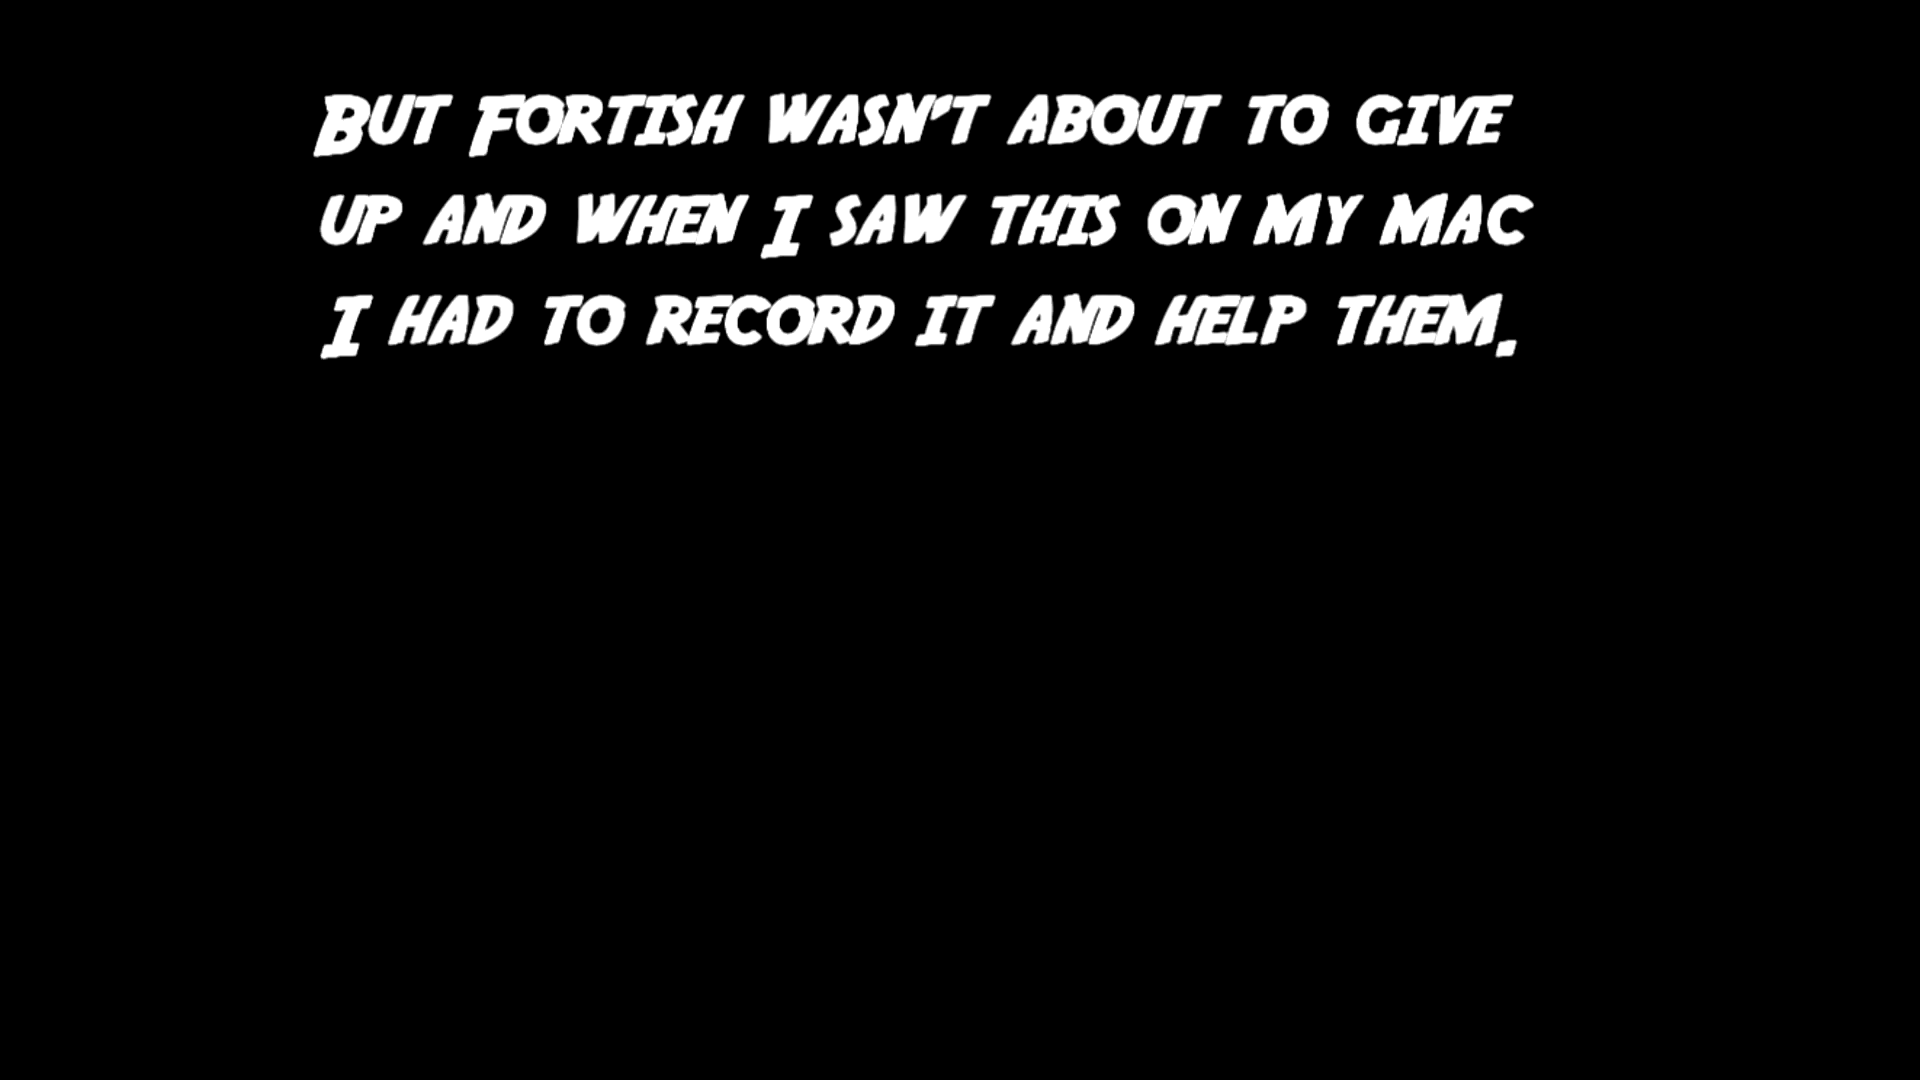 But Fortish wasn't about to give
up and when I saw this on my mac
I had to record it and help them.